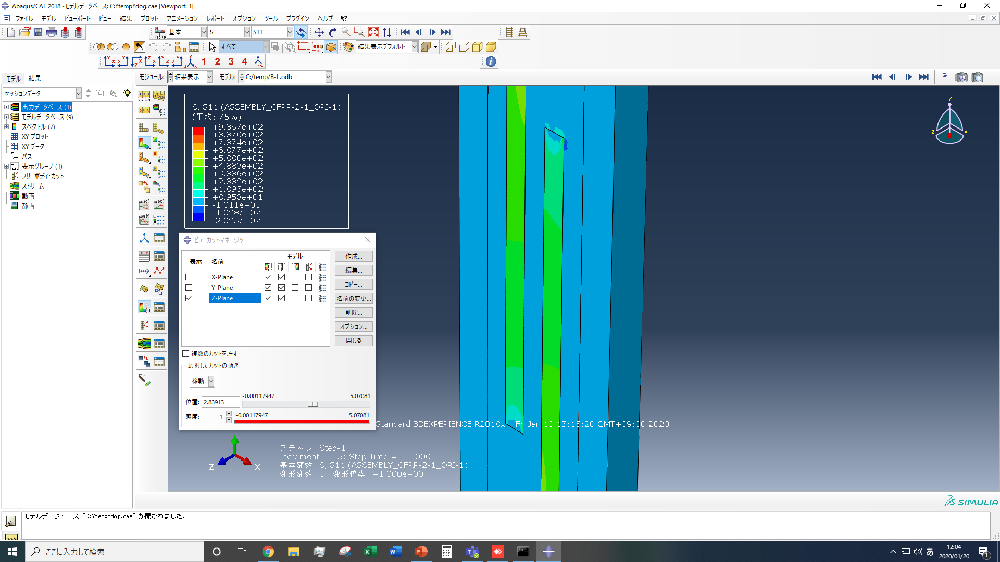 Abaqus/CAE 2018 -モデルデータベース: C:¥temp¥dog.cae [Viewport: 1]
ファイル モデル ビューポート ビュー 結果 プロット アニメーション レポート オプション ツール プラグイン ヘルプ
基本 S S11
すべて 結果表示デフォルト
1 2 3 4
モデル 結果 モジュール: 結果表示 モデル: C:/temp/B-L.odb
セッションデータ
出力データベース (1)
モデルデータベース (9)
スペクトル (7)
XY プロット
XY データ
パス
表示グループ (1)
フリーボディ・カット
ストリーム
動画
静画
S, S11 (ASSEMBLY_CFRP-2-1_ORI-1)
(平均: 75%)
+9.867e+02
+8.870e+02
+7.874e+02
+6.877e+02
+5.880e+02
+4.883e+02
+3.886e+02
+2.889e+02
+1.893e+02
+8.958e+01
-1.011e+01
-1.098e+02
-2.095e+02
Y
Z X
ビューカットマネージャ
表示 名前 モデル
X-Plane
Y-Plane
Z-Plane
作成...
編集...
コピー...
名前の変更...
削除...
オプション...
閉じる
複数のカットを許す
選択したカットの動き
移動
位置: 2.83913 -0.00117947 5.07081
感度: 1 -0.00117947 5.07081
Standard 3DEXPERIENCE R2018x Fri Jan 10 13:15:20 GMT+09:00 2020
Z X
ステップ: Step-1
Increment 15: Step Time = 1.000
基本変数: S, S11 (ASSEMBLY_CFRP-2-1_ORI-1)
変形変数: U 変形倍率: +1.000e+00
SIMULIA
モデルデータベース "C:¥temp¥dog.cae" が開かれました.
ここに入力して検索
あ
12:04
2020/01/20
1